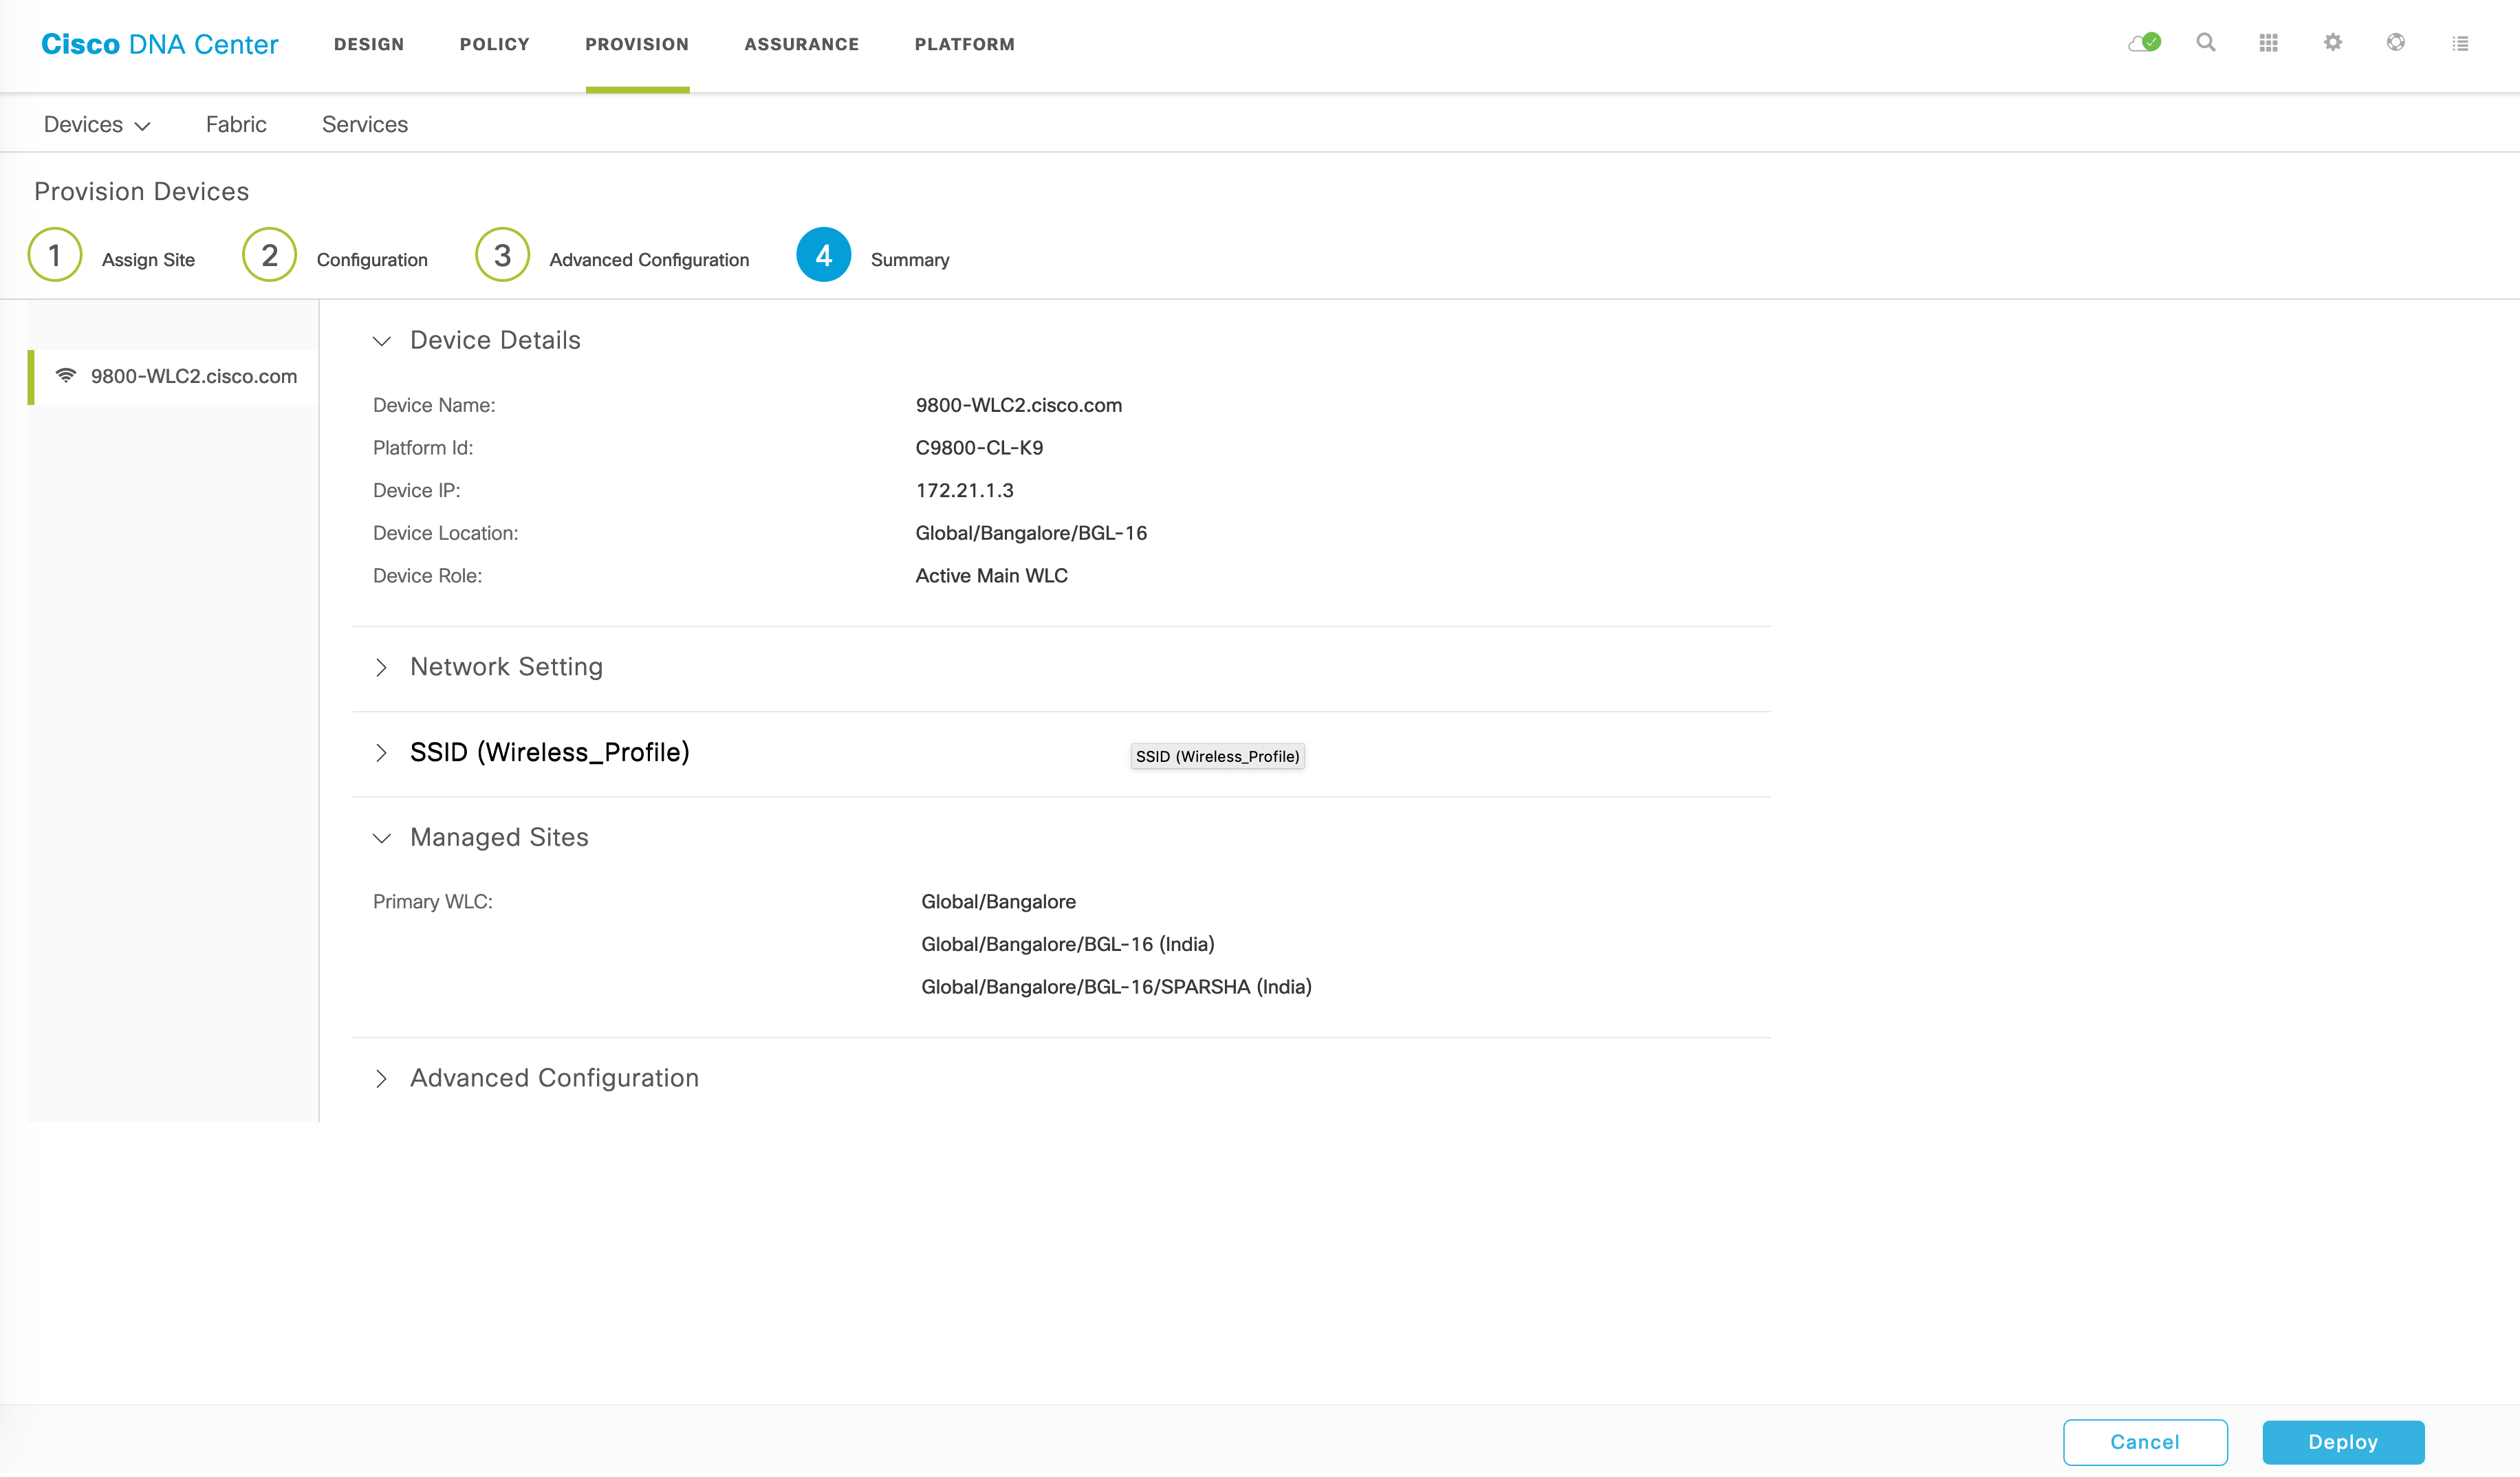 Cisco DNA Center DESIGN POLICY PROVISION ASSURANCE PLATFORM
Devices Fabric Services
Provision Devices
1 Assign Site 2 Configuration 3 Advanced Configuration 4 Summary
9800-WLC2.cisco.com
Device Details
Device Name: 9800-WLC2.cisco.com
Platform Id: C9800-CL-K9
Device IP: 172.21.1.3
Device Location: Global/Bangalore/BGL-16
Device Role: Active Main WLC
Network Setting
SSID (Wireless_Profile) SSID (Wireless_Profile)
Managed Sites
Primary WLC: Global/Bangalore
Global/Bangalore/BGL-16 (India)
Global/Bangalore/BGL-16/SPARSHA (India)
Advanced Configuration
Cancel Deploy